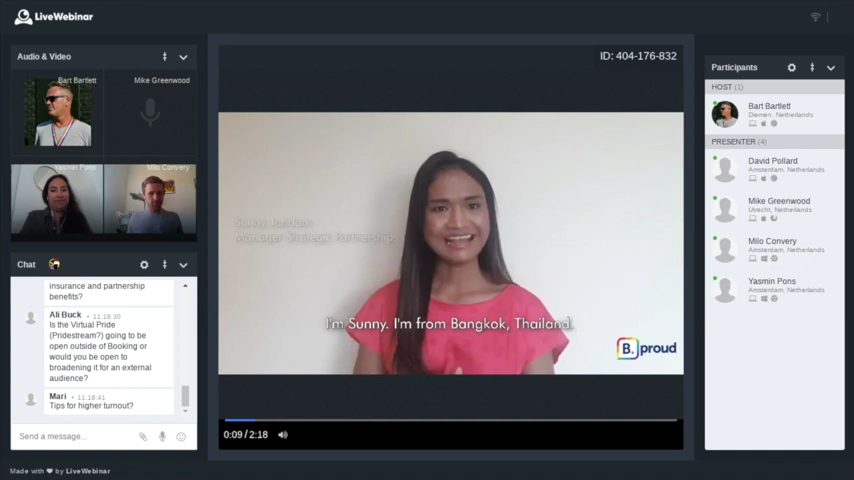 LiveWebinar
Audio & Video
Bart Bartlett
Mike Greenwood
Yasmin Pons
Milo Convery
Chat
insurance and partnership
benefits?
Ali Buck • 11:18:30
Is the Virtual Pride
(Pridestream?) going to be
open outside of Booking or
would you be open to
broadening it for an external
audience?
Mari • 11:18:41
Tips for higher turnout?
Send a message...
Made with ❤ by LiveWebinar
ID: 404-176-832
Manager Strategic Partnership
I'm Sunny. I'm from Bangkok, Thailand.
B.proud
0:09 / 2:18
Participants
HOST (1)
Bart Bartlett
Diemen, Netherlands
PRESENTER (4)
David Pollard
Amsterdam, Netherlands
Mike Greenwood
Utrecht, Netherlands
Milo Convery
Amsterdam, Netherlands
Yasmin Pons
Amsterdam, Netherlands